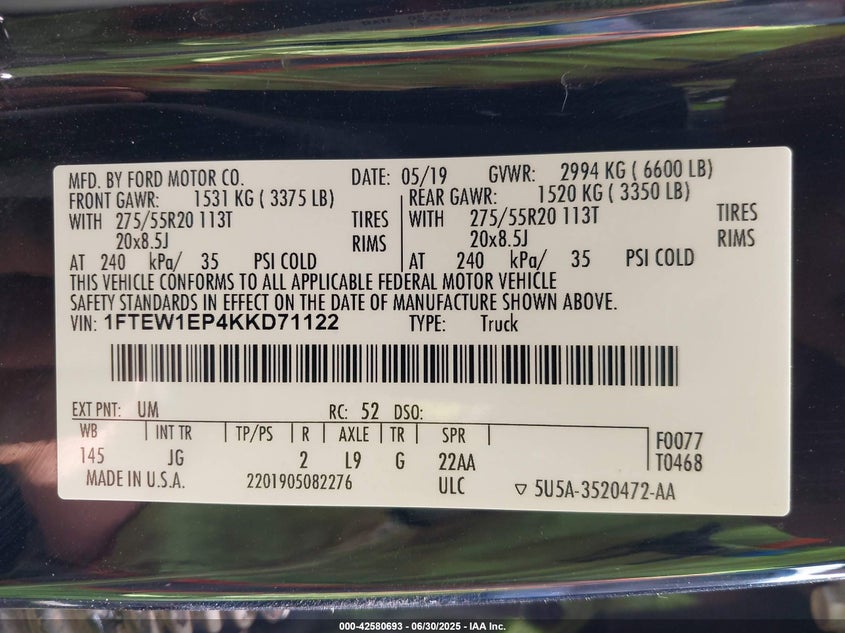 MFD. BY FORD MOTOR CO. DATE: 05/19 GVWR: 2994 KG ( 6600 LB)
FRONT GAWR: 1531 KG ( 3375 LB) REAR GAWR: 1520 KG ( 3350 LB)
WITH 275/55R20 113T TIRES WITH 275/55R20 113T TIRES
20x8.5J RIMS 20x8.5J RIMS
AT 240 kPa/ 35 PSI COLD AT 240 kPa/ 35 PSI COLD
THIS VEHICLE CONFORMS TO ALL APPLICABLE FEDERAL MOTOR VEHICLE
SAFETY STANDARDS IN EFFECT ON THE DATE OF MANUFACTURE SHOWN ABOVE.
VIN: 1FTEW1EP4KKD71122 TYPE: Truck
EXT PNT: UM RC: 52 DSO:
WB INT TR TP/PS R AXLE TR SPR F0077
145 JG 2 L9 G 22AA T0468
MADE IN U.S.A. 2201905082276 ULC ▽ 5U5A-3520472-AA
000-42580693 - 06/30/2025 - IAA Inc.